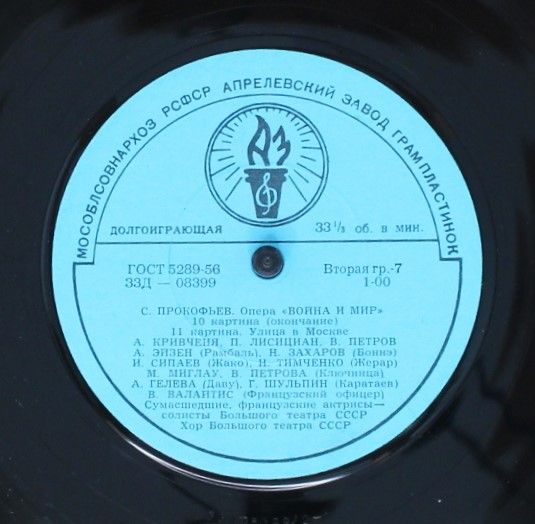 МОСОБЛСОВНАРХОЗ РСФСР АПРЕЛЕВСКИЙ ЗАВОД ГРАМПЛАСТИНОК
АЗ
ДОЛГОИГРАЮЩАЯ 33⅓ об. в мин.
ГОСТ 5289-56 Вторая гр.-7
33Д — 08399 1-00
С. ПРОКОФЬЕВ. Опера «ВОЙНА И МИР»
10 картина (окончание)
11 картина. Улица в Москве
А. КРИВЧЕНЯ, П. ЛИСИЦИАН, В. ПЕТРОВ
А. ЭЙЗЕН (Рамбаль), Н. ЗАХАРОВ (Боннэ)
И. СИПАЕВ (Жако), Н. ТИМЧЕНКО (Жерар)
М. МИГЛАУ, В. ПЕТРОВА (Ключница)
А. ГЕЛЕВА (Даву), Г. ШУЛЬПИН (Каратаев)
В. ВАЛАЙТИС (Французский офицер)
Сумасшедшие, французские актрисы—
солисты Большого театра СССР
Хор Большого театра СССР